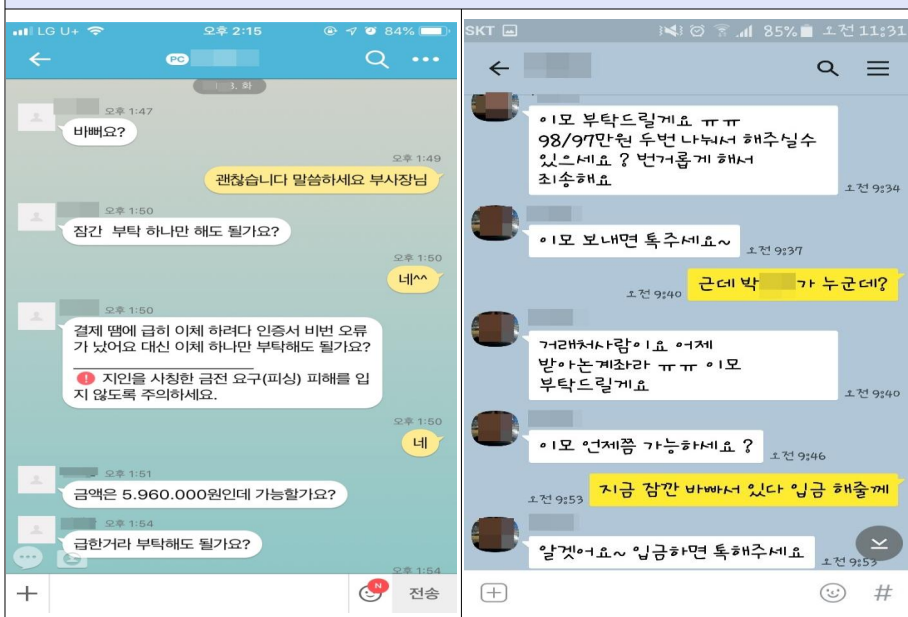 LG U+
오후 2:15
84%
PC
3. 화
오후 1:47
바뻐요?
오후 1:49
괜찮습니다 말씀하세요 부사장님
오후 1:50
잠간 부탁 하나만 해도 될가요?
오후 1:50
네^^
오후 1:50
결제 땜에 급히 이체 하려다 인증서 비번 오류
가 났어요 대신 이체 하나만 부탁해도 될가요?
지인을 사칭한 금전 요구(피싱) 피해를 입
지 않도록 주의하세요.
오후 1:50
네
오후 1:51
금액은 5.960.000원인데 가능할가요?
오후 1:54
급한거라 부탁해도 될가요?
오후 1:54
N
전송
SKT
85%
오전 11:31
이모 부탁드릴게요 ㅠㅠ
98/97만원 두번 나눠서 해주실수
있으세요? 번거롭게 해서
죄송해요
오전 9:34
이모 보내면 톡주세요~
오전 9:37
근데 박 가 누군데?
오전 9:40
거래처사람이요 어제
받아논계좌라 ㅠㅠ 이모
부탁드릴게요
오전 9:40
이모 언제쯤 가능하세요?
오전 9:46
지금 잠깐 바빠서 있다 입금 해줄께
오전 9:53
알겟어요~ 입금하면 톡해주세요
오전 9:53
#